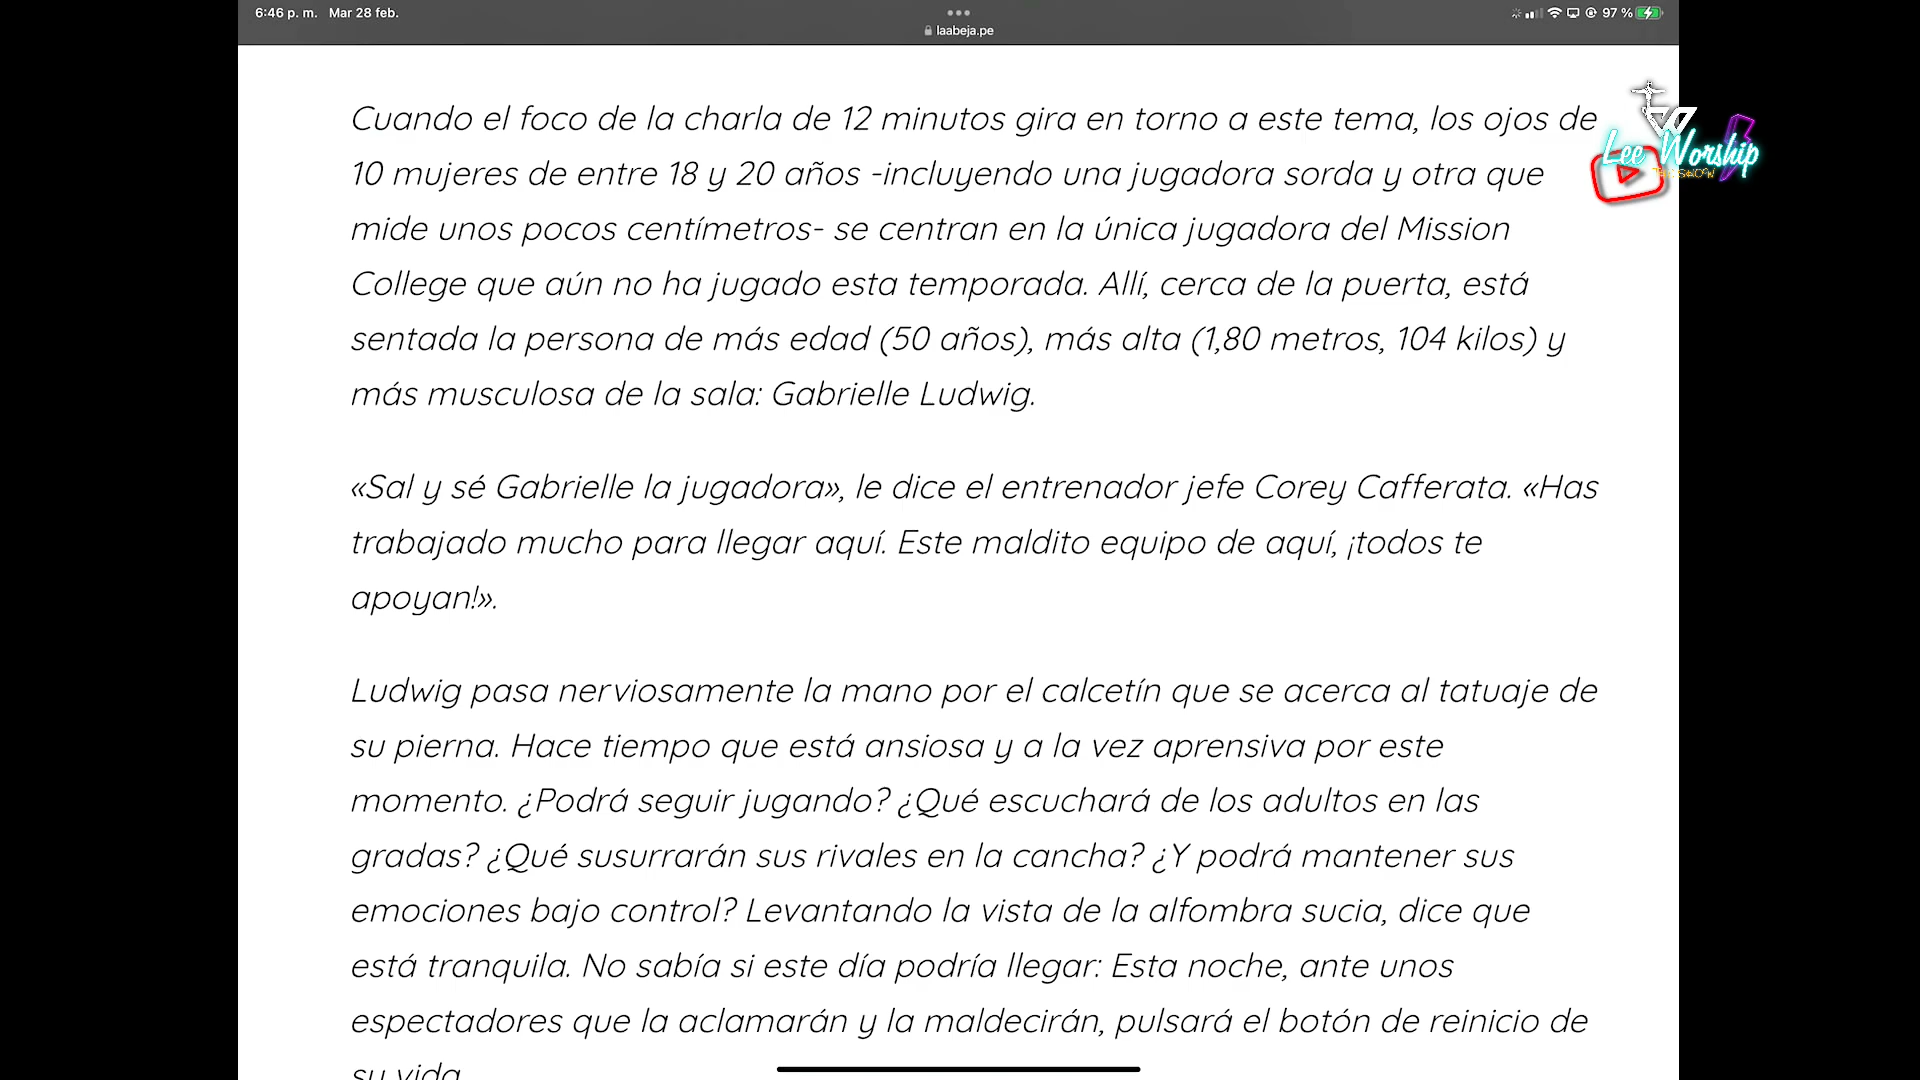 6:46 p. m. Mar 28 feb.
97 %
laabeja.pe
Cuando el foco de la charla de 12 minutos gira en torno a este tema, los ojos de
10 mujeres de entre 18 y 20 años -incluyendo una jugadora sorda y otra que
mide unos pocos centímetros- se centran en la única jugadora del Mission
College que aún no ha jugado esta temporada. Allí, cerca de la puerta, está
sentada la persona de más edad (50 años), más alta (1,80 metros, 104 kilos) y
más musculosa de la sala: Gabrielle Ludwig.
Lee Worship
«Sal y sé Gabrielle la jugadora», le dice el entrenador jefe Corey Cafferata. «Has
trabajado mucho para llegar aquí. Este maldito equipo de aquí, ¡todos te
apoyan!».
Ludwig pasa nerviosamente la mano por el calcetín que se acerca al tatuaje de
su pierna. Hace tiempo que está ansiosa y a la vez aprensiva por este
momento. ¿Podrá seguir jugando? ¿Qué escuchará de los adultos en las
gradas? ¿Qué susurrarán sus rivales en la cancha? ¿Y podrá mantener sus
emociones bajo control? Levantando la vista de la alfombra sucia, dice que
está tranquila. No sabía si este día podría llegar: Esta noche, ante unos
espectadores que la aclamarán y la maldecirán, pulsará el botón de reinicio de
su vida